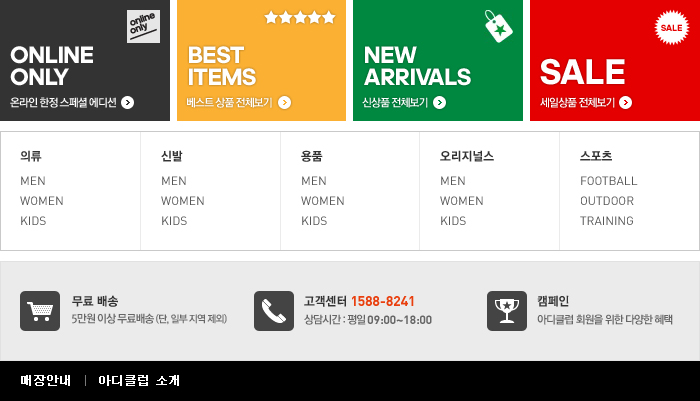 online
only
ONLINE
ONLY
온라인 한정 스페셜 에디션
BEST
ITEMS
베스트 상품 전체보기
NEW
ARRIVALS
신상품 전체보기
SALE
SALE
세일상품 전체보기
의류
MEN
WOMEN
KIDS
신발
MEN
WOMEN
KIDS
용품
MEN
WOMEN
KIDS
오리지널스
MEN
WOMEN
KIDS
스포츠
FOOTBALL
OUTDOOR
TRAINING
무료 배송
5만원 이상 무료배송 (단, 일부 지역 제외)
고객센터 1588-8241
상담시간 : 평일 09:00~18:00
캠페인
아디클럽 회원을 위한 다양한 혜택
매장안내 | 아디클럽 소개